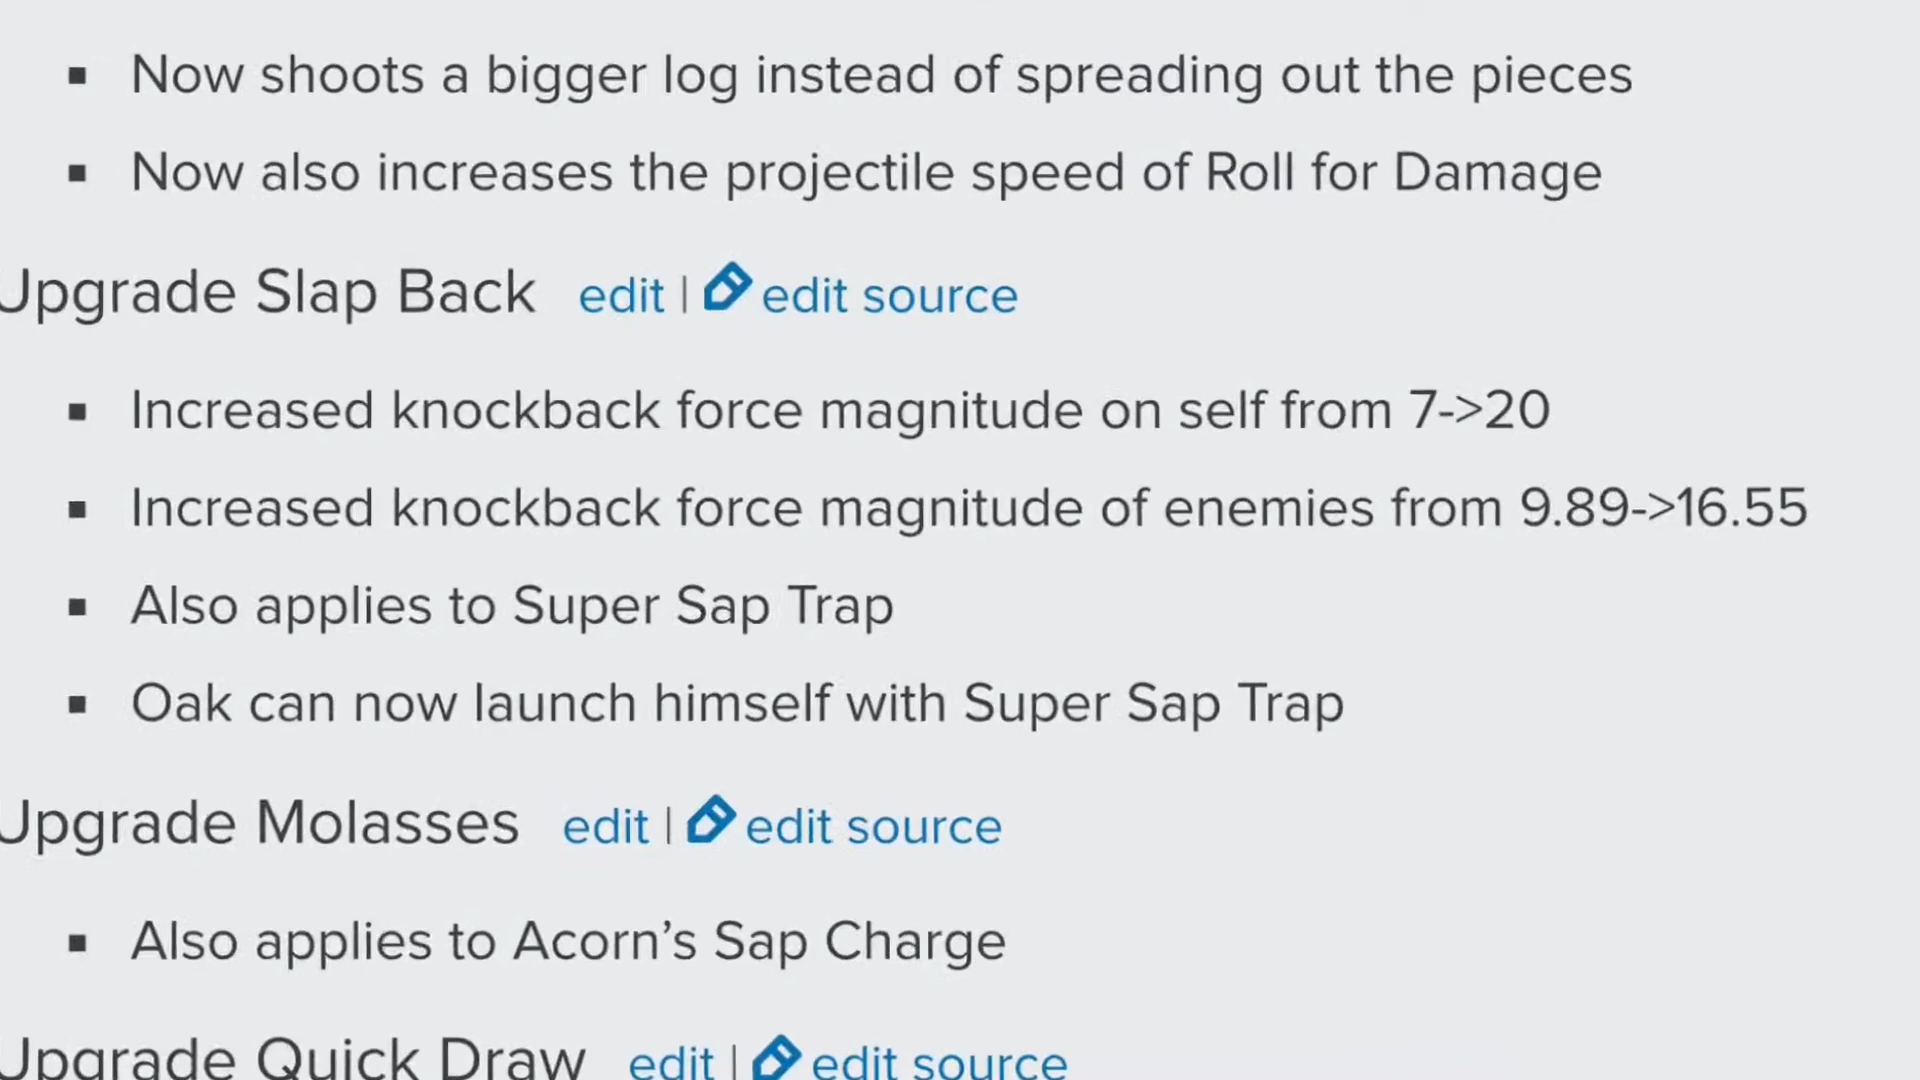 Now shoots a bigger log instead of spreading out the pieces
Now also increases the projectile speed of Roll for Damage
Upgrade Slap Back edit | edit source
Increased knockback force magnitude on self from 7->20
Increased knockback force magnitude of enemies from 9.89->16.55
Also applies to Super Sap Trap
Oak can now launch himself with Super Sap Trap
Upgrade Molasses edit | edit source
Also applies to Acorn’s Sap Charge
Upgrade Quick Draw edit | edit source